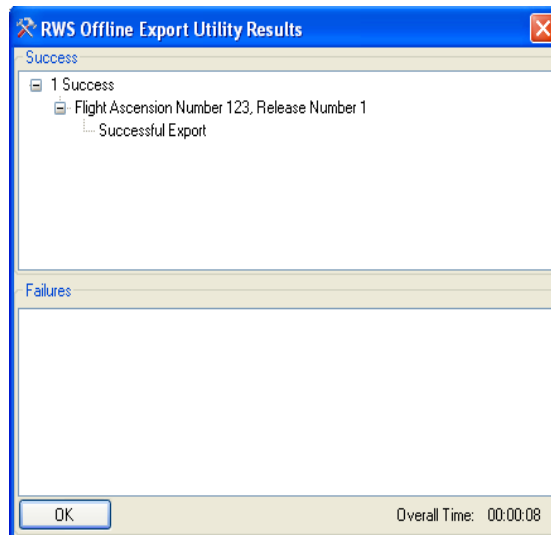 RWS Offline Export Utility Results
Success
1 Success
Flight Ascension Number 123, Release Number 1
Successful Export
Failures
OK
Overall Time: 00:00:08